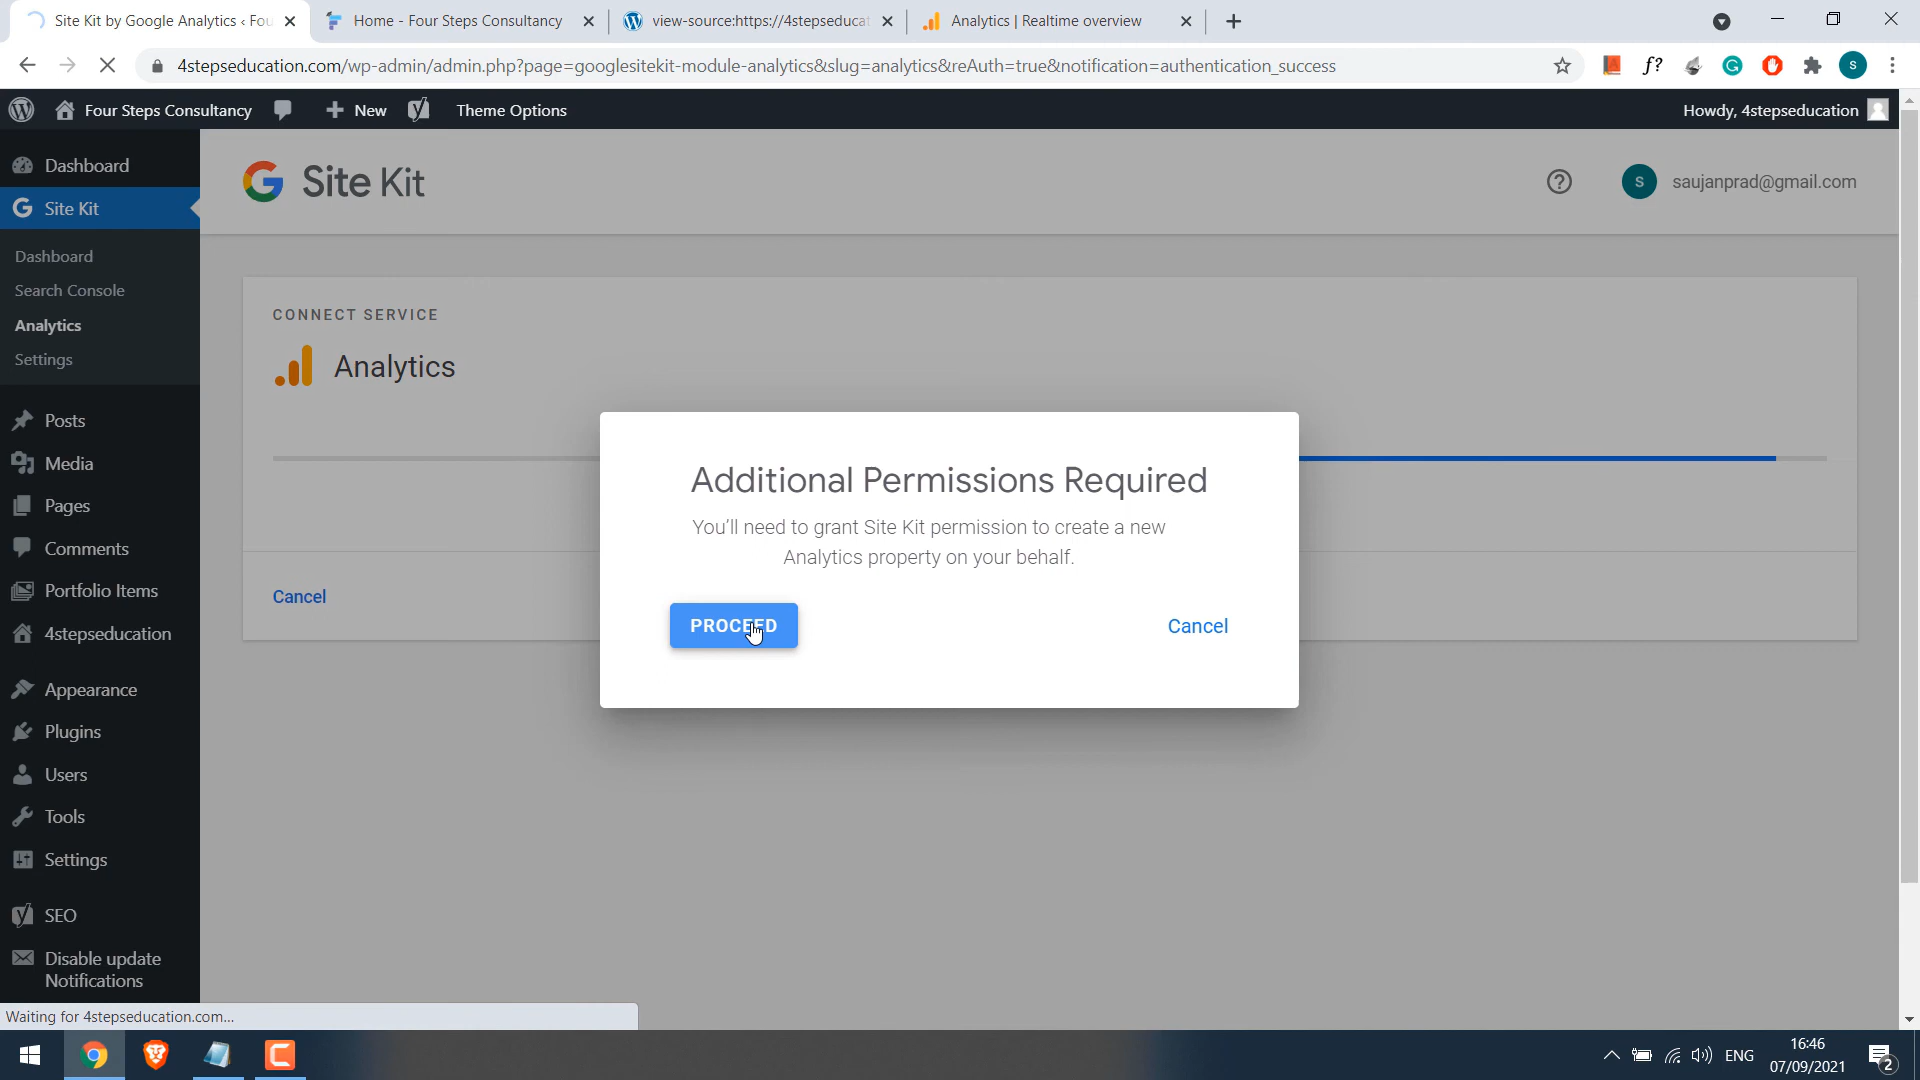 Site Kit by Google Analytics ‹ Fou
Home - Four Steps Consultancy
view-source:https://4stepseducat
Analytics | Realtime overview
4stepseducation.com/wp-admin/admin.php?page=googlesitekit-module-analytics&slug=analytics&reAuth=true&notification=authentication_success
f?
S
Four Steps Consultancy
New
Theme Options
Howdy, 4stepseducation
Dashboard
Site Kit
Dashboard
Search Console
Analytics
Settings
Posts
Media
Pages
Comments
Portfolio Items
4stepseducation
Appearance
Plugins
Users
Tools
Settings
SEO
Disable update
Notifications
Site Kit
S
saujanprad@gmail.com
CONNECT SERVICE
Analytics
Cancel
Additional Permissions Required
You'll need to grant Site Kit permission to create a new
Analytics property on your behalf.
PROCEED
Cancel
Waiting for 4stepseducation.com...
ENG
16:46
07/09/2021
2